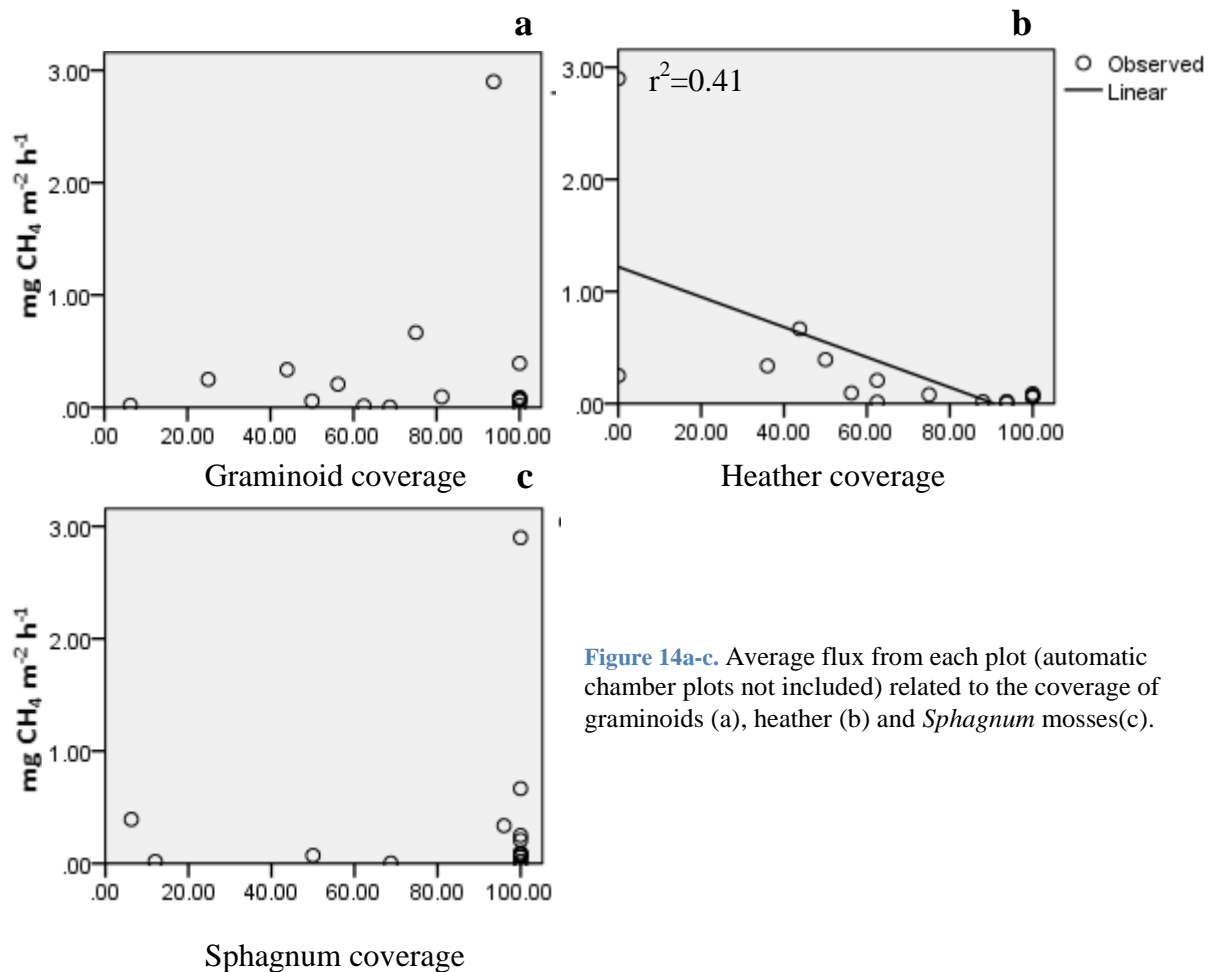 a
3.00
2.00
1.00
.00
mg CH₄ m⁻² h⁻¹
.00 20.00 40.00 60.00 80.00 100.00
Graminoid coverage
b
r²=0.41
3.00
2.00
1.00
.00
.00 20.00 40.00 60.00 80.00 100.00
Heather coverage
Observed
Linear
c
3.00
2.00
1.00
.00
mg CH₄ m⁻² h⁻¹
.00 20.00 40.00 60.00 80.00 100.00
Sphagnum coverage
Figure 14a-c. Average flux from each plot (automatic
chamber plots not included) related to the coverage of
graminoids (a), heather (b) and Sphagnum mosses(c).